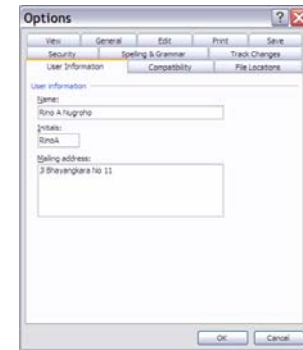 Options
View General Edit Print Save
Security Spelling & Grammar Track Changes
User Information Compatibility File Locations
User information
Name:
Rino A Nugroho
Initials:
RinoA
Mailing address:
Jl Bhayangkara No 11
OK Cancel